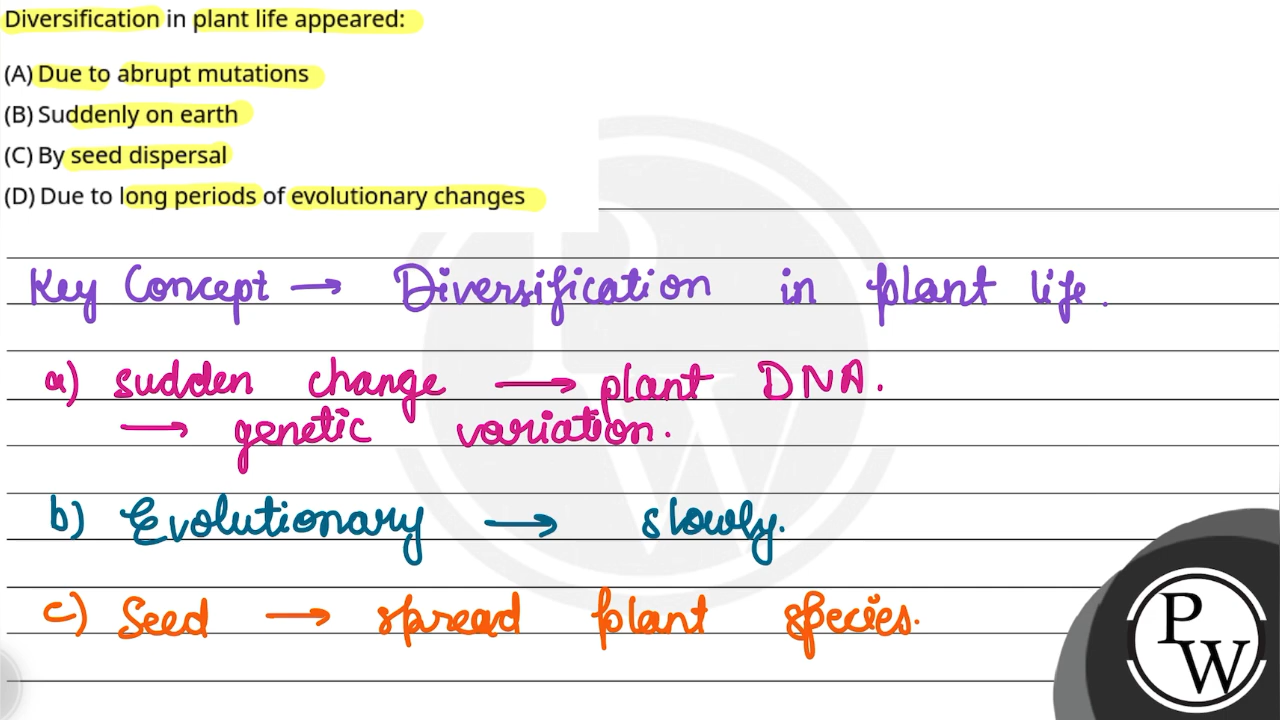 Diversification in plant life appeared:
(A) Due to abrupt mutations
(B) Suddenly on earth
(C) By seed dispersal
(D) Due to long periods of evolutionary changes
Key Concept → Diversification in plant life.
a) sudden change → plant DNA.
→ genetic variation.
b) Evolutionary → slowly.
c) Seed → spread plant species.
PW